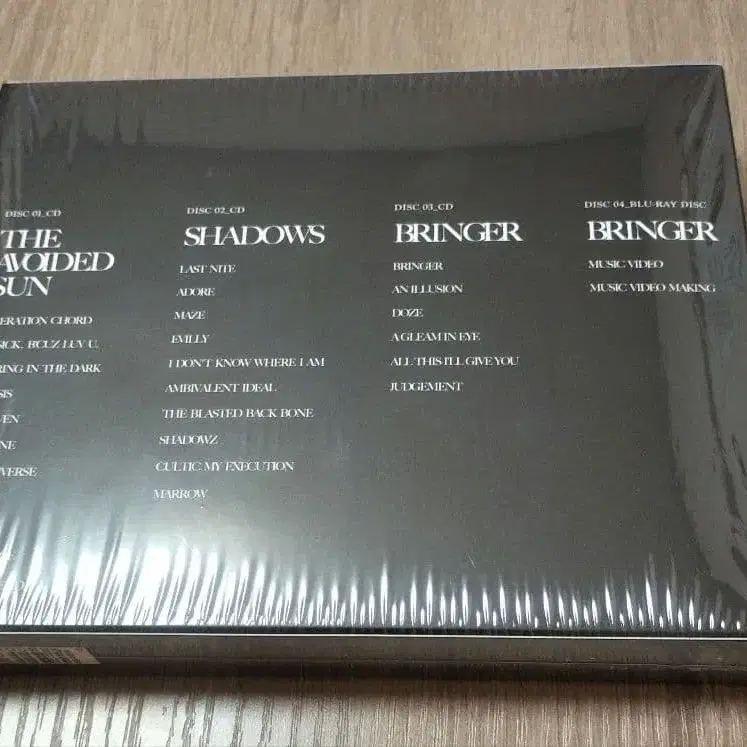 DISC 01_CD
THE
AVOIDED
SUN
ERATION CHORD
SICK. B'CUZ LUV U.
RING IN THE DARK
SIS
VEN
NE
VERSE
DISC 02_CD
SHADOWS
LAST NITE
ADORE
MAZE
EMILLY
I DON'T KNOW WHERE I AM
AMBIVALENT IDEAL
THE BLASTED BACK BONE
SHADOWZ
CULTIC MY EXECUTION
MARROW
DISC 03_CD
BRINGER
BRINGER
AN ILLUSION
DOZE
A GLEAM IN EYE
ALL THIS I'LL GIVE YOU
JUDGEMENT
DISC 04_BLU-RAY DISC
BRINGER
MUSIC VIDEO
MUSIC VIDEO MAKING